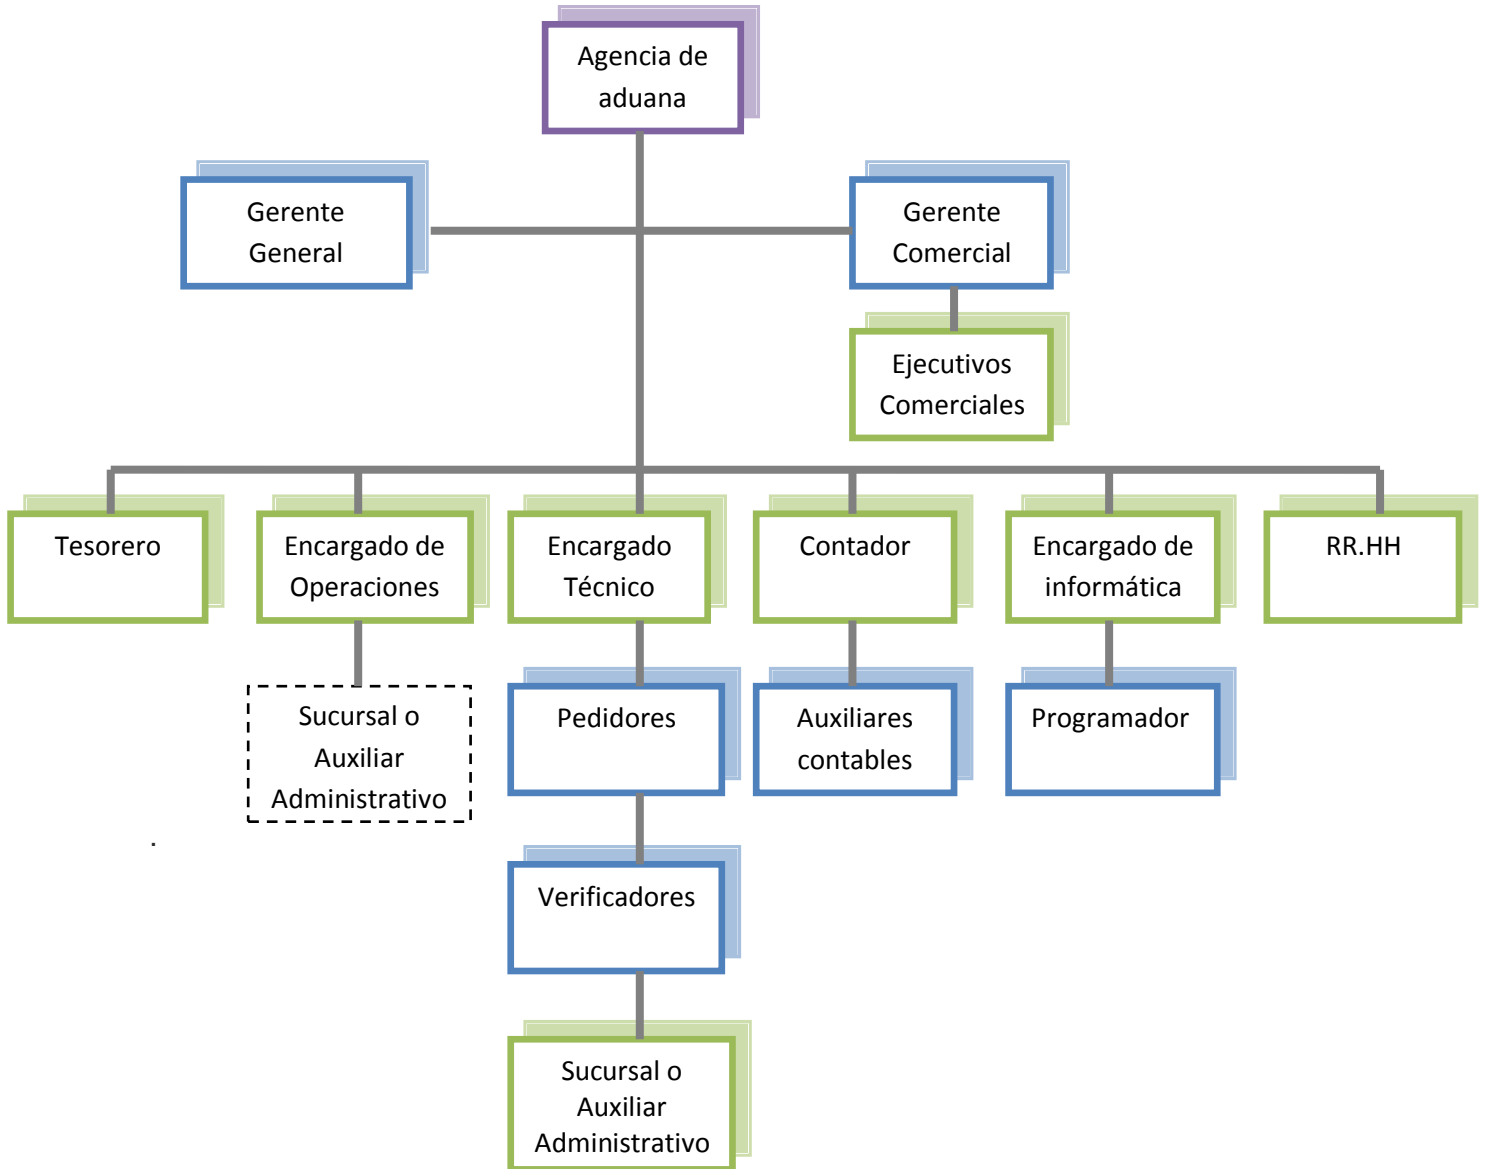 Agencia de
aduana
Gerente
General
Gerente
Comercial
Ejecutivos
Comerciales
Tesorero
Encargado de
Operaciones
Encargado
Técnico
Contador
Encargado de
informática
RR.HH
Sucursal o
Auxiliar
Administrativo
Pedidores
Auxiliares
contables
Programador
.
Verificadores
Sucursal o
Auxiliar
Administrativo